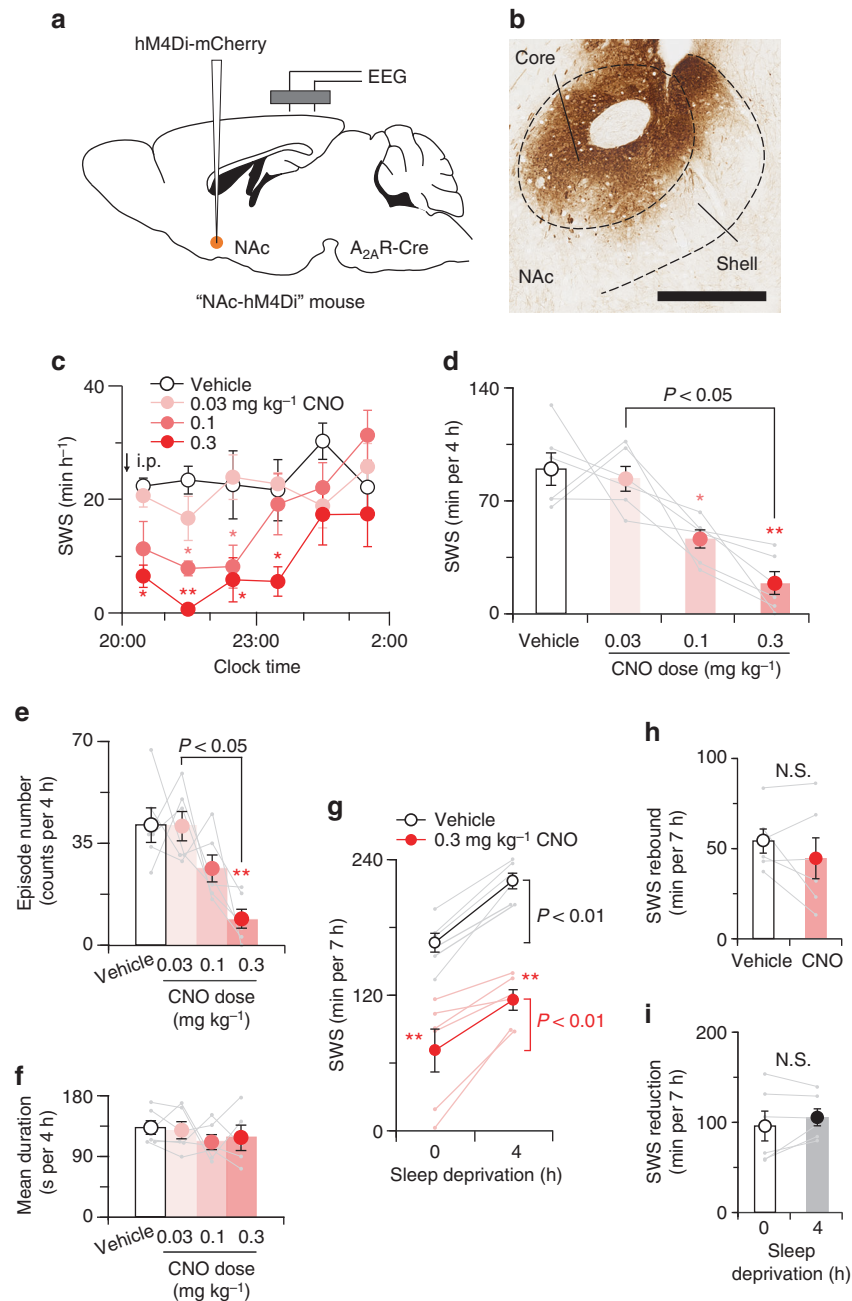 a
hM4Di-mCherry
EEG
NAc
A2AR-Cre
“NAc-hM4Di” mouse
b
Core
Shell
NAc
c
Vehicle
0.03 mg kg⁻¹ CNO
0.1
0.3
40
20
0
SWS (min h⁻¹)
i.p.
*
**
*
*
*
*
20:00
23:00
2:00
Clock time
d
P < 0.05
140
70
0
SWS (min per 4 h)
*
**
Vehicle
0.03
0.1
0.3
CNO dose (mg kg⁻¹)
e
P < 0.05
70
35
0
Episode number
(counts per 4 h)
**
Vehicle
0.03
0.1
0.3
CNO dose
(mg kg⁻¹)
f
180
90
0
Mean duration
(s per 4 h)
Vehicle
0.03
0.1
0.3
CNO dose
(mg kg⁻¹)
g
Vehicle
0.3 mg kg⁻¹ CNO
240
120
0
SWS (min per 7 h)
P < 0.01
**
**
P < 0.01
0
4
Sleep deprivation (h)
h
N.S.
100
50
0
SWS rebound
(min per 7 h)
Vehicle
CNO
i
N.S.
200
100
0
SWS reduction
(min per 7 h)
0
4
Sleep
deprivation (h)